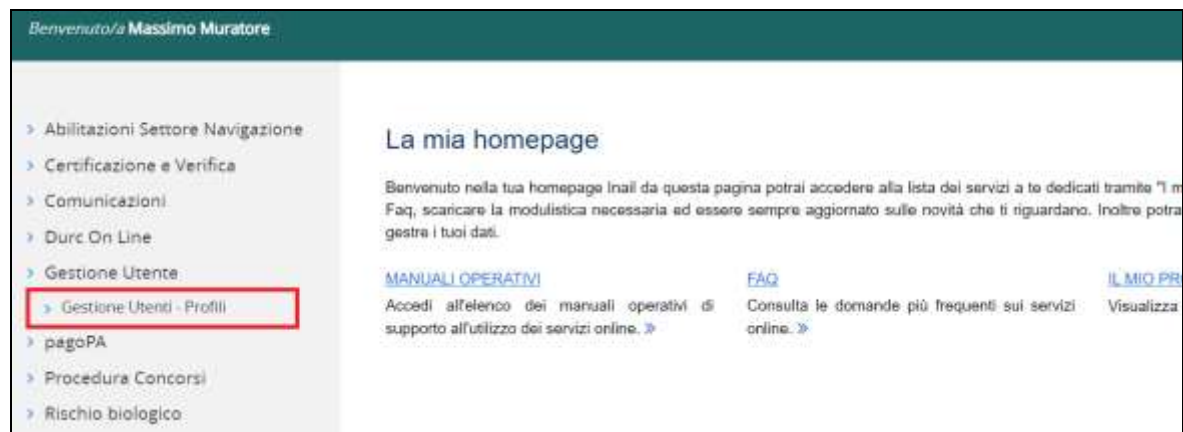 Benvenuto/a Massimo Muratore
Abilitazioni Settore Navigazione
Certificazione e Verifica
Comunicazioni
Durc On Line
Gestione Utente
Gestione Utenti - Profili
pagoPA
Procedura Concorsi
Rischio biologico
La mia homepage
Benvenuto nella tua homepage Inail da questa pagina potrai accedere alla lista dei servizi a te dedicati tramite "I m
Faq, scaricare la modulistica necessaria ed essere sempre aggiornato sulle novità che ti riguardano. Inoltre potra
gestre i tuoi dati.
MANUALI OPERATIVI
Accedi all'elenco dei manuali operativi di
supporto all'utilizzo dei servizi online. »
FAQ
Consulta le domande più frequenti sui servizi
online. »
IL MIO PR
Visualizza